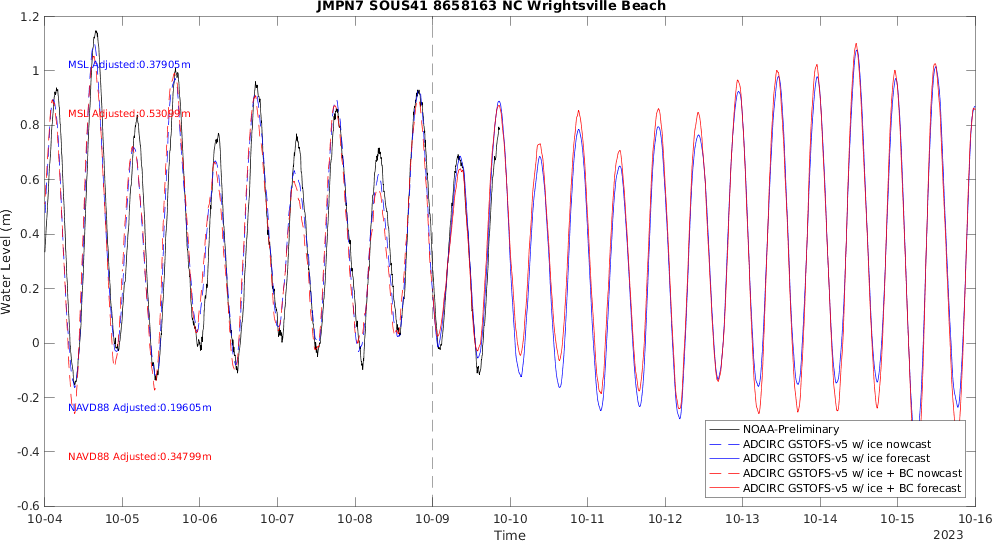 JMPN7 SOUS41 8658163 NC Wrightsville Beach
1.2
1
0.8
0.6
0.4
0.2
0
-0.2
-0.4
-0.6
Water Level (m)
MSL Adjusted:0.37905m
MSL Adjusted:0.53099m
NAVD88 Adjusted:0.19605m
NAVD88 Adjusted:0.34799m
NOAA-Preliminary
ADCIRC GSTOFS-v5 w/ ice nowcast
ADCIRC GSTOFS-v5 w/ ice forecast
ADCIRC GSTOFS-v5 w/ ice + BC nowcast
ADCIRC GSTOFS-v5 w/ ice + BC forecast
10-04 10-05 10-06 10-07 10-08 10-09 10-10 10-11 10-12 10-13 10-14 10-15 10-16
Time
2023